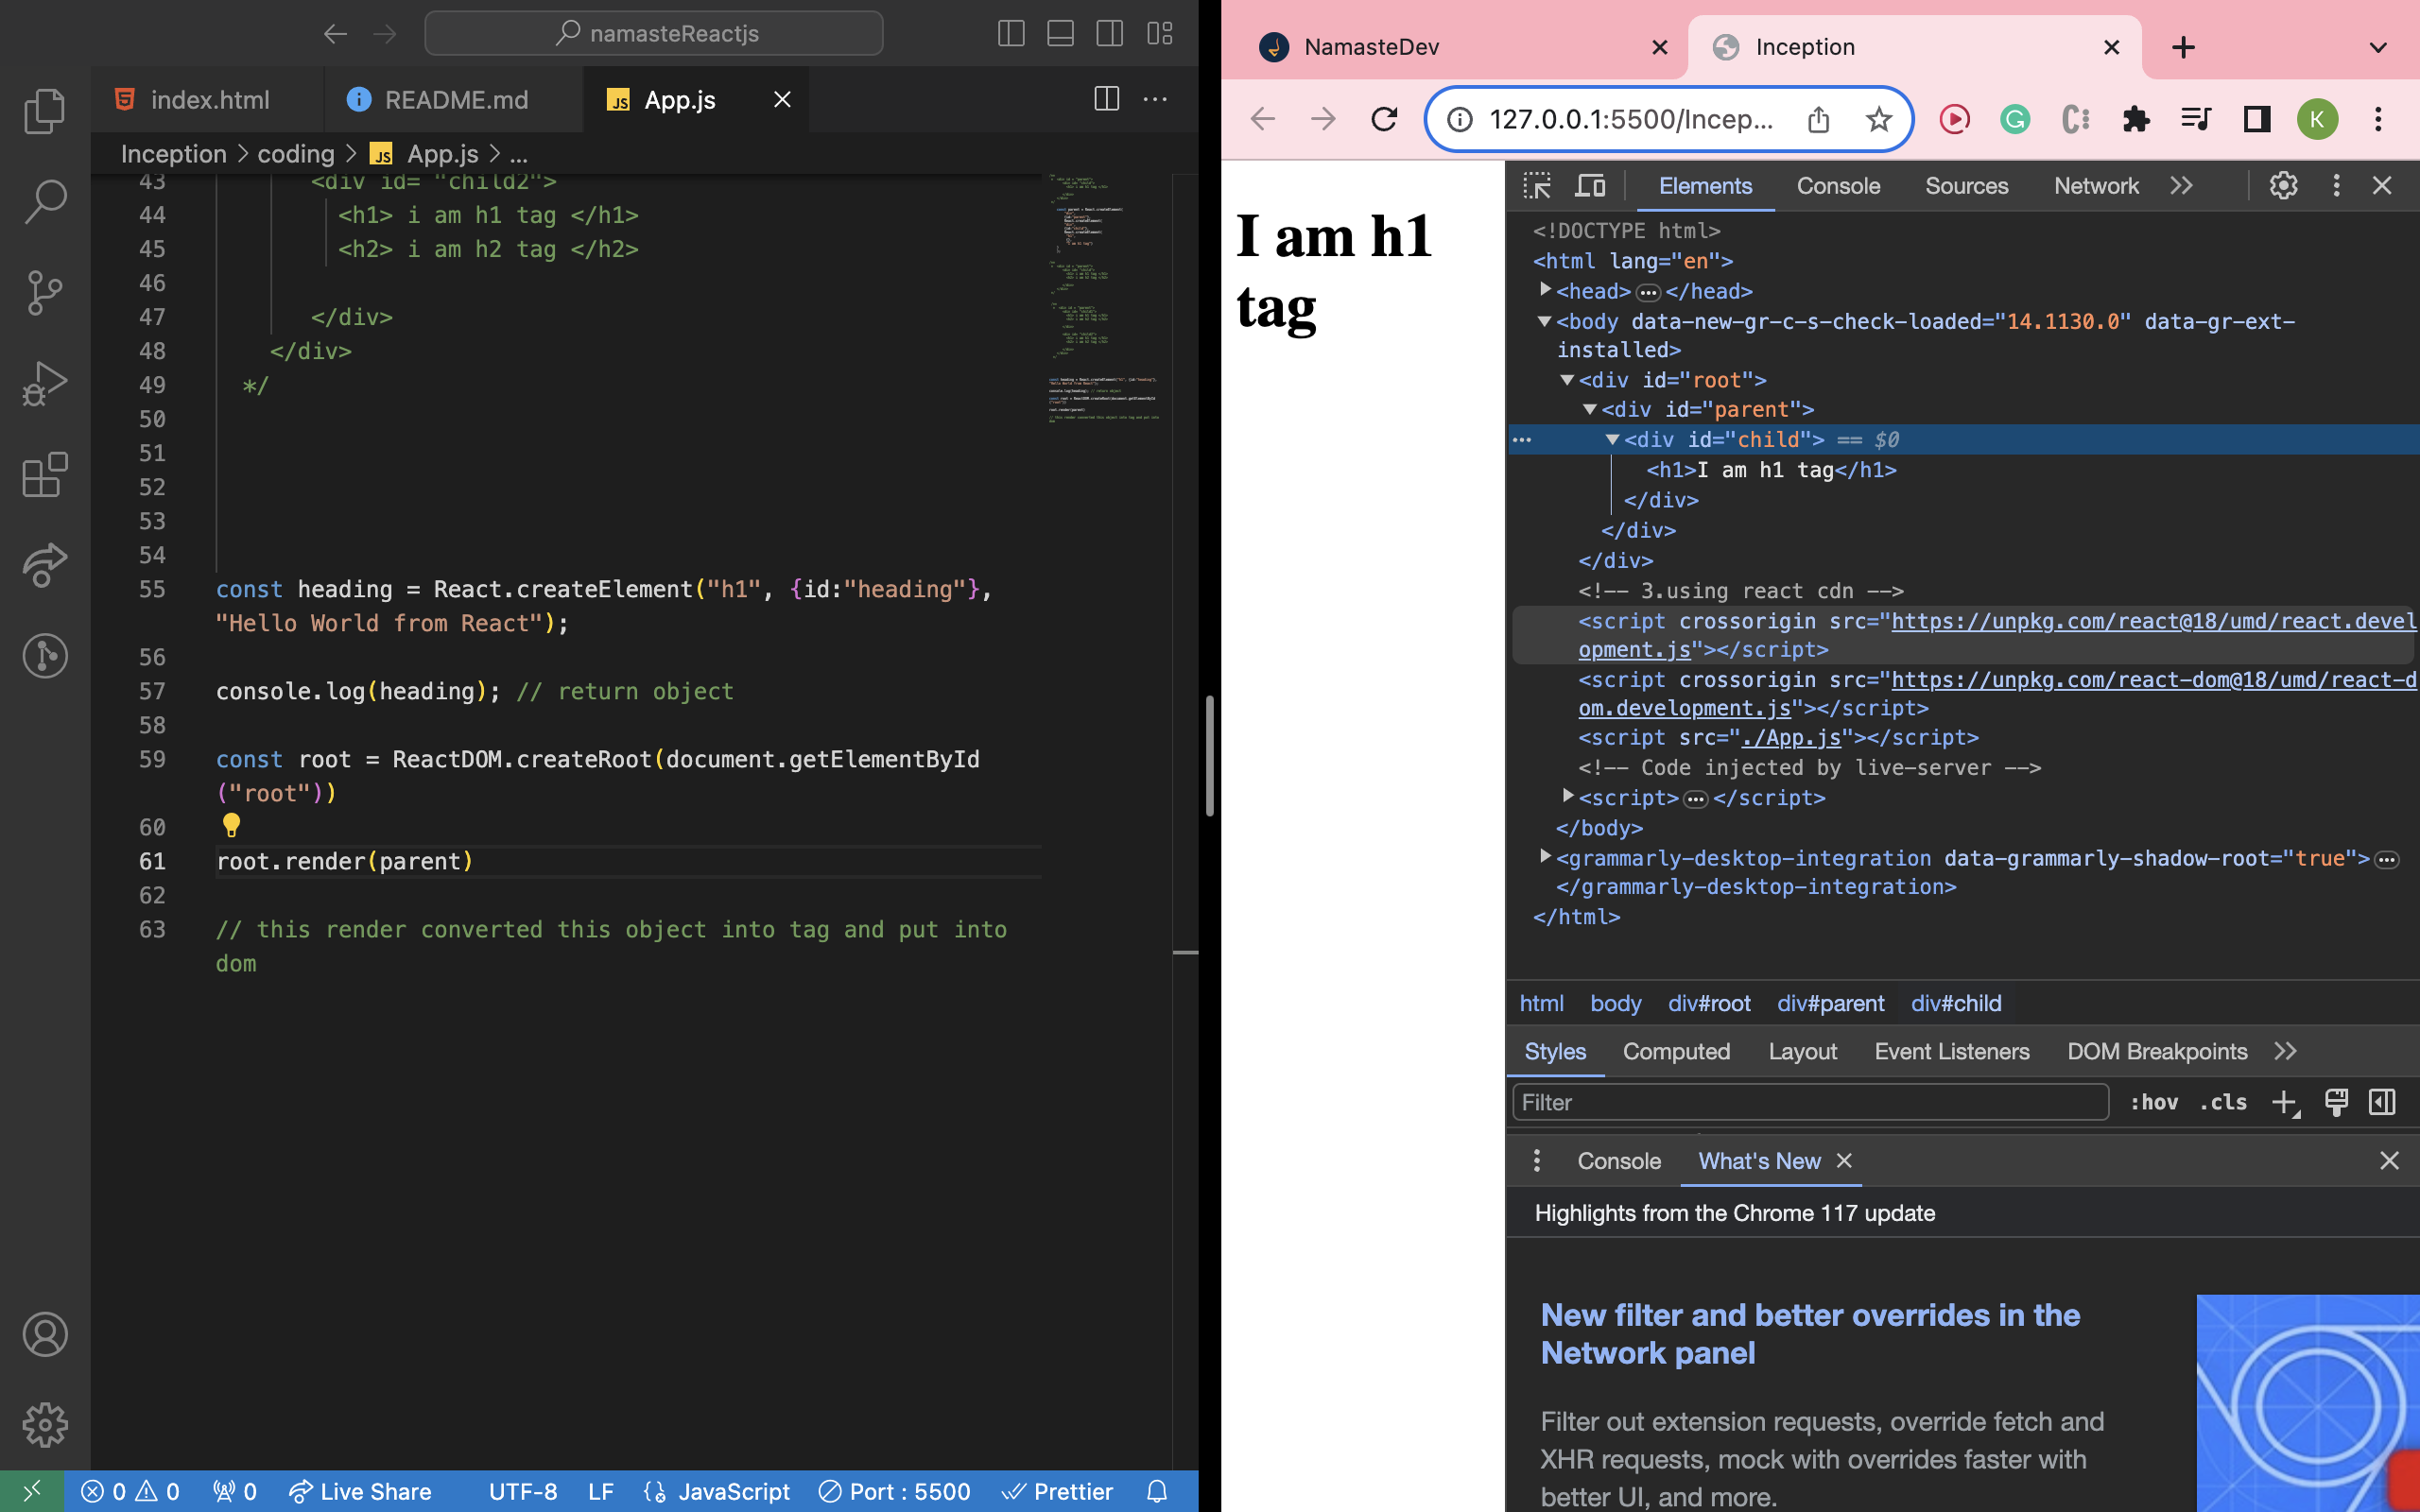 namasteReactjs
index.html
README.md
JS App.js
Inception > coding > JS App.js > ...
43 <div id= "child2">
44 <h1> i am h1 tag </h1>
45 <h2> i am h2 tag </h2>
46
47 </div>
48 </div>
49 */
50
51
52
53
54
55 const heading = React.createElement("h1", {id:"heading"},
"Hello World from React");
56
57 console.log(heading); // return object
58
59 const root = ReactDOM.createRoot(document.getElementById
("root"))
60
61 root.render(parent)
62
63 // this render converted this object into tag and put into
dom
0 0 0 Live Share UTF-8 LF JavaScript Port : 5500 Prettier
NamasteDev
Inception
127.0.0.1:5500/Incep...
K
I am h1
tag
Elements Console Sources Network
<!DOCTYPE html>
<html lang="en">
<head>...</head>
<body data-new-gr-c-s-check-loaded="14.1130.0" data-gr-ext-
installed>
<div id="root">
<div id="parent">
<div id="child"> == $0
<h1>I am h1 tag</h1>
</div>
</div>
</div>
<!-- 3.using react cdn -->
<script crossorigin src="https://unpkg.com/react@18/umd/react.devel
opment.js"></script>
<script crossorigin src="https://unpkg.com/react-dom@18/umd/react-d
om.development.js"></script>
<script src="./App.js"></script>
<!-- Code injected by live-server -->
<script>...</script>
</body>
<grammarly-desktop-integration data-grammarly-shadow-root="true">...
</grammarly-desktop-integration>
</html>
html body div#root div#parent div#child
Styles Computed Layout Event Listeners DOM Breakpoints
Filter :hov .cls
Console What's New
Highlights from the Chrome 117 update
New filter and better overrides in the
Network panel
Filter out extension requests, override fetch and
XHR requests, mock with overrides faster with
better UI, and more.